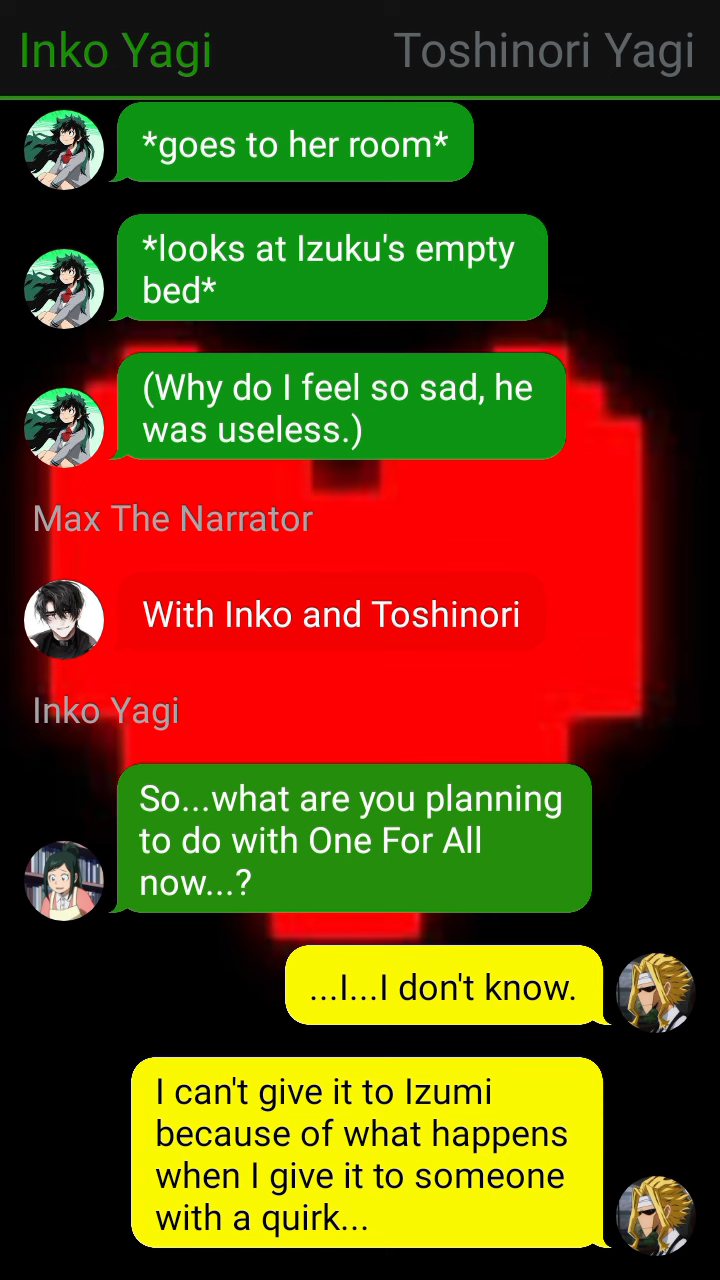 Inko Yagi Toshinori Yagi
*goes to her room*
*looks at Izuku's empty
bed*
(Why do I feel so sad, he
was useless.)
Max The Narrator
With Inko and Toshinori
Inko Yagi
So...what are you planning
to do with One For All
now...?
...I...I don't know.
I can't give it to Izumi
because of what happens
when I give it to someone
with a quirk...